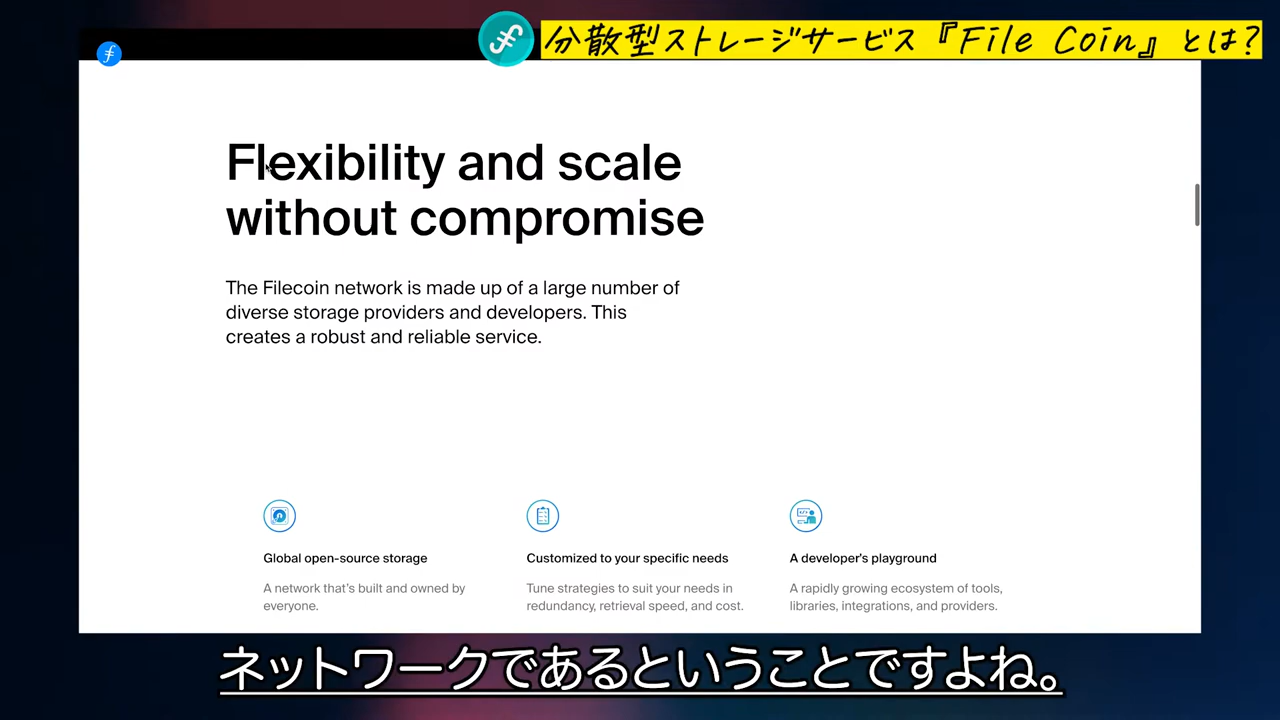 分散型ストレージサービス『File Coin』とは?
Flexibility and scale
without compromise
The Filecoin network is made up of a large number of
diverse storage providers and developers. This
creates a robust and reliable service.
Global open-source storage
A network that's built and owned by
everyone.
Customized to your specific needs
Tune strategies to suit your needs in
redundancy, retrieval speed, and cost.
A developer's playground
A rapidly growing ecosystem of tools,
libraries, integrations, and providers.
ネットワークであるということですよね。